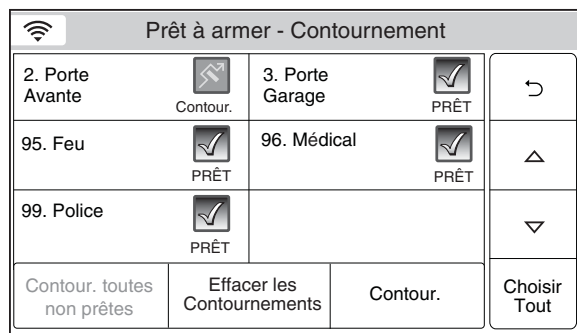 Prêt à armer - Contournement
2. Porte
Avante
Contour.
3. Porte
Garage
PRÊT
95. Feu
PRÊT
96. Médical
PRÊT
99. Police
PRÊT
Contour. toutes
non prêtes
Effacer les
Contournements
Contour.
Choisir
Tout